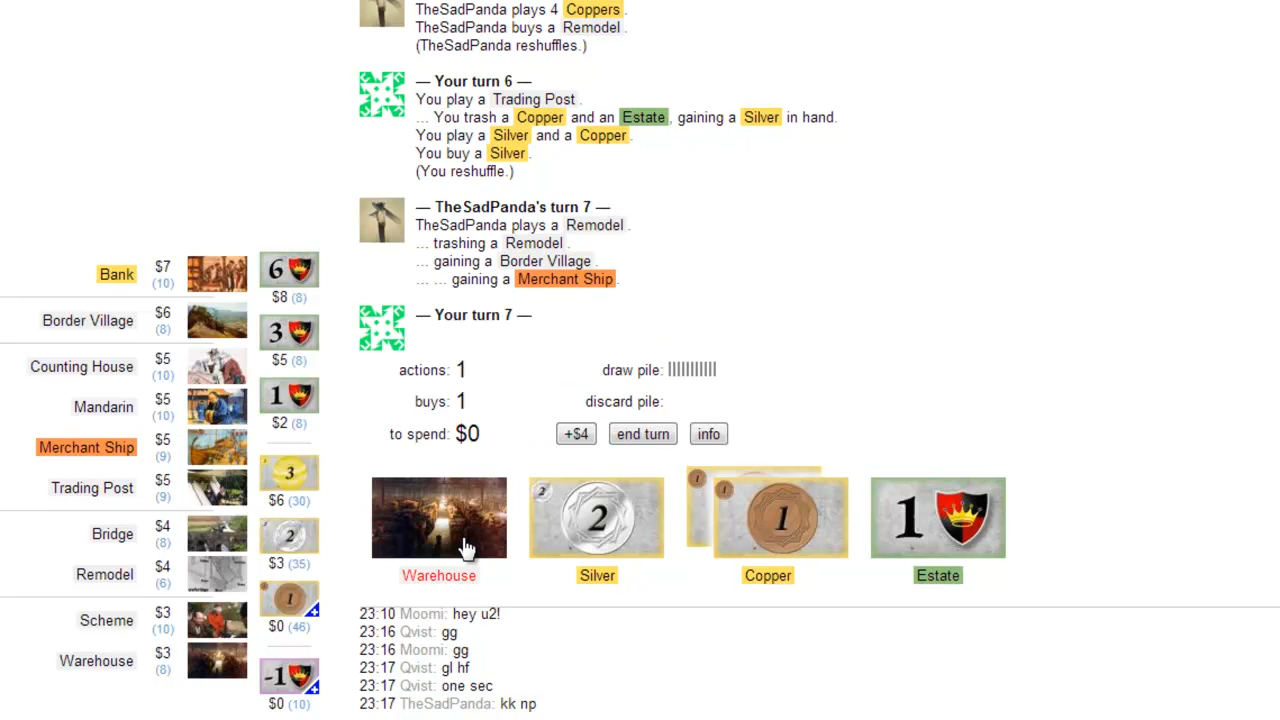 TheSadPanda plays 4 Coppers.
TheSadPanda buys a Remodel.
(TheSadPanda reshuffles.)
— Your turn 6 —
You play a Trading Post.
... You trash a Copper and an Estate, gaining a Silver in hand.
You play a Silver and a Copper.
You buy a Silver.
(You reshuffle.)
— TheSadPanda's turn 7 —
TheSadPanda plays a Remodel.
... trashing a Remodel.
... gaining a Border Village.
... ... gaining a Merchant Ship.
— Your turn 7 —
actions: 1
draw pile:
buys: 1
discard pile:
to spend: $0
+$4
end turn
info
2
2
1
1
1
1
Warehouse
Silver
Copper
Estate
Bank $7 (10)
Border Village $6 (8)
Counting House $5 (10)
Mandarin $5 (10)
Merchant Ship $5 (9)
Trading Post $5 (9)
Bridge $4 (8)
Remodel $4 (6)
Scheme $3 (10)
Warehouse $3 (8)
6
$8 (8)
3
$5 (8)
1
$2 (8)
3
$6 (30)
2
$3 (35)
1
$0 (46)
-1
$0 (10)
23:10 Moomi: hey u2!
23:16 Qvist: gg
23:16 Moomi: gg
23:17 Qvist: gl hf
23:17 Qvist: one sec
23:17 TheSadPanda: kk np